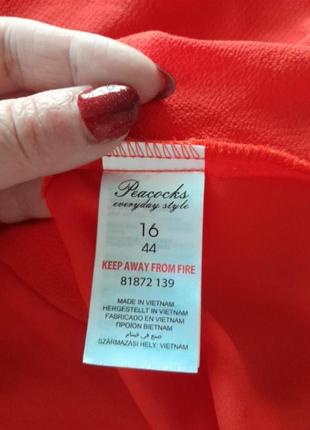 Peacocks
everyday style
16
44
KEEP AWAY FROM FIRE
81872 139
MADE IN VIETNAM
HERGESTELLT IN VIETNAM
FABRICADO EN VIETNAM
ΠΡΟΪΟΝ ΒΙΕΤΝΑΜ
صنع في فيتنام
SZÁRMAZÁSI HELY: VIETNAM